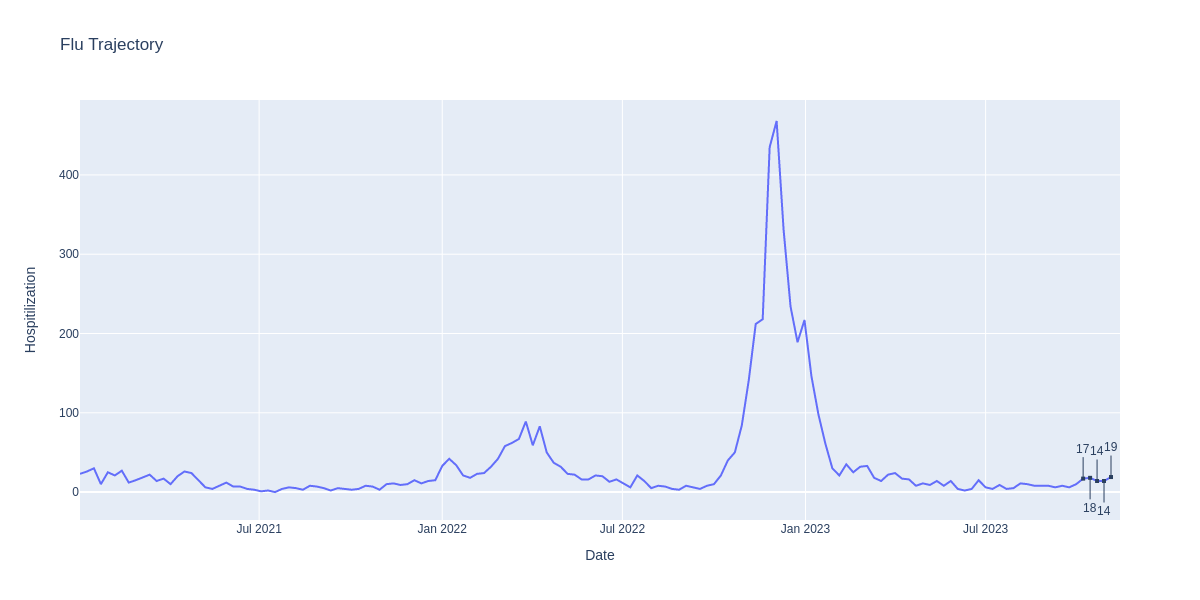 Flu Trajectory
Hospitilization
400
300
200
100
0
17
14
19
18
14
Jul 2021
Jan 2022
Jul 2022
Jan 2023
Jul 2023
Date